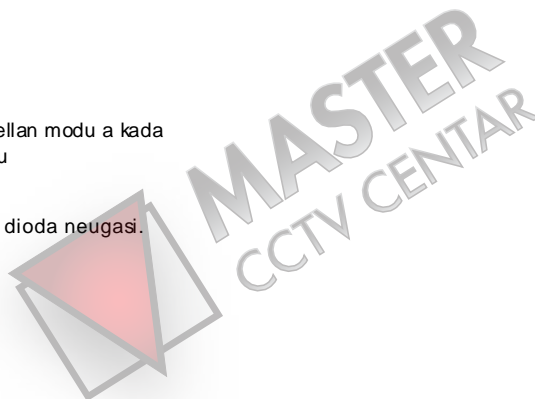 ellan modu a kada
u
dioda neugasi.
MASTER
CCTV CENTAR